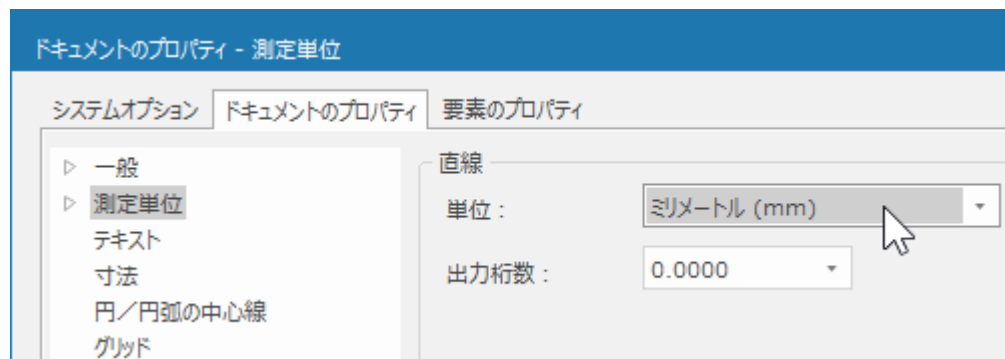 ドキュメントのプロパティ - 測定単位
システムオプション ドキュメントのプロパティ 要素のプロパティ
一般
測定単位
テキスト
寸法
円／円弧の中心線
グリッド
直線
単位： ミリメートル (mm)
出力桁数： 0.0000